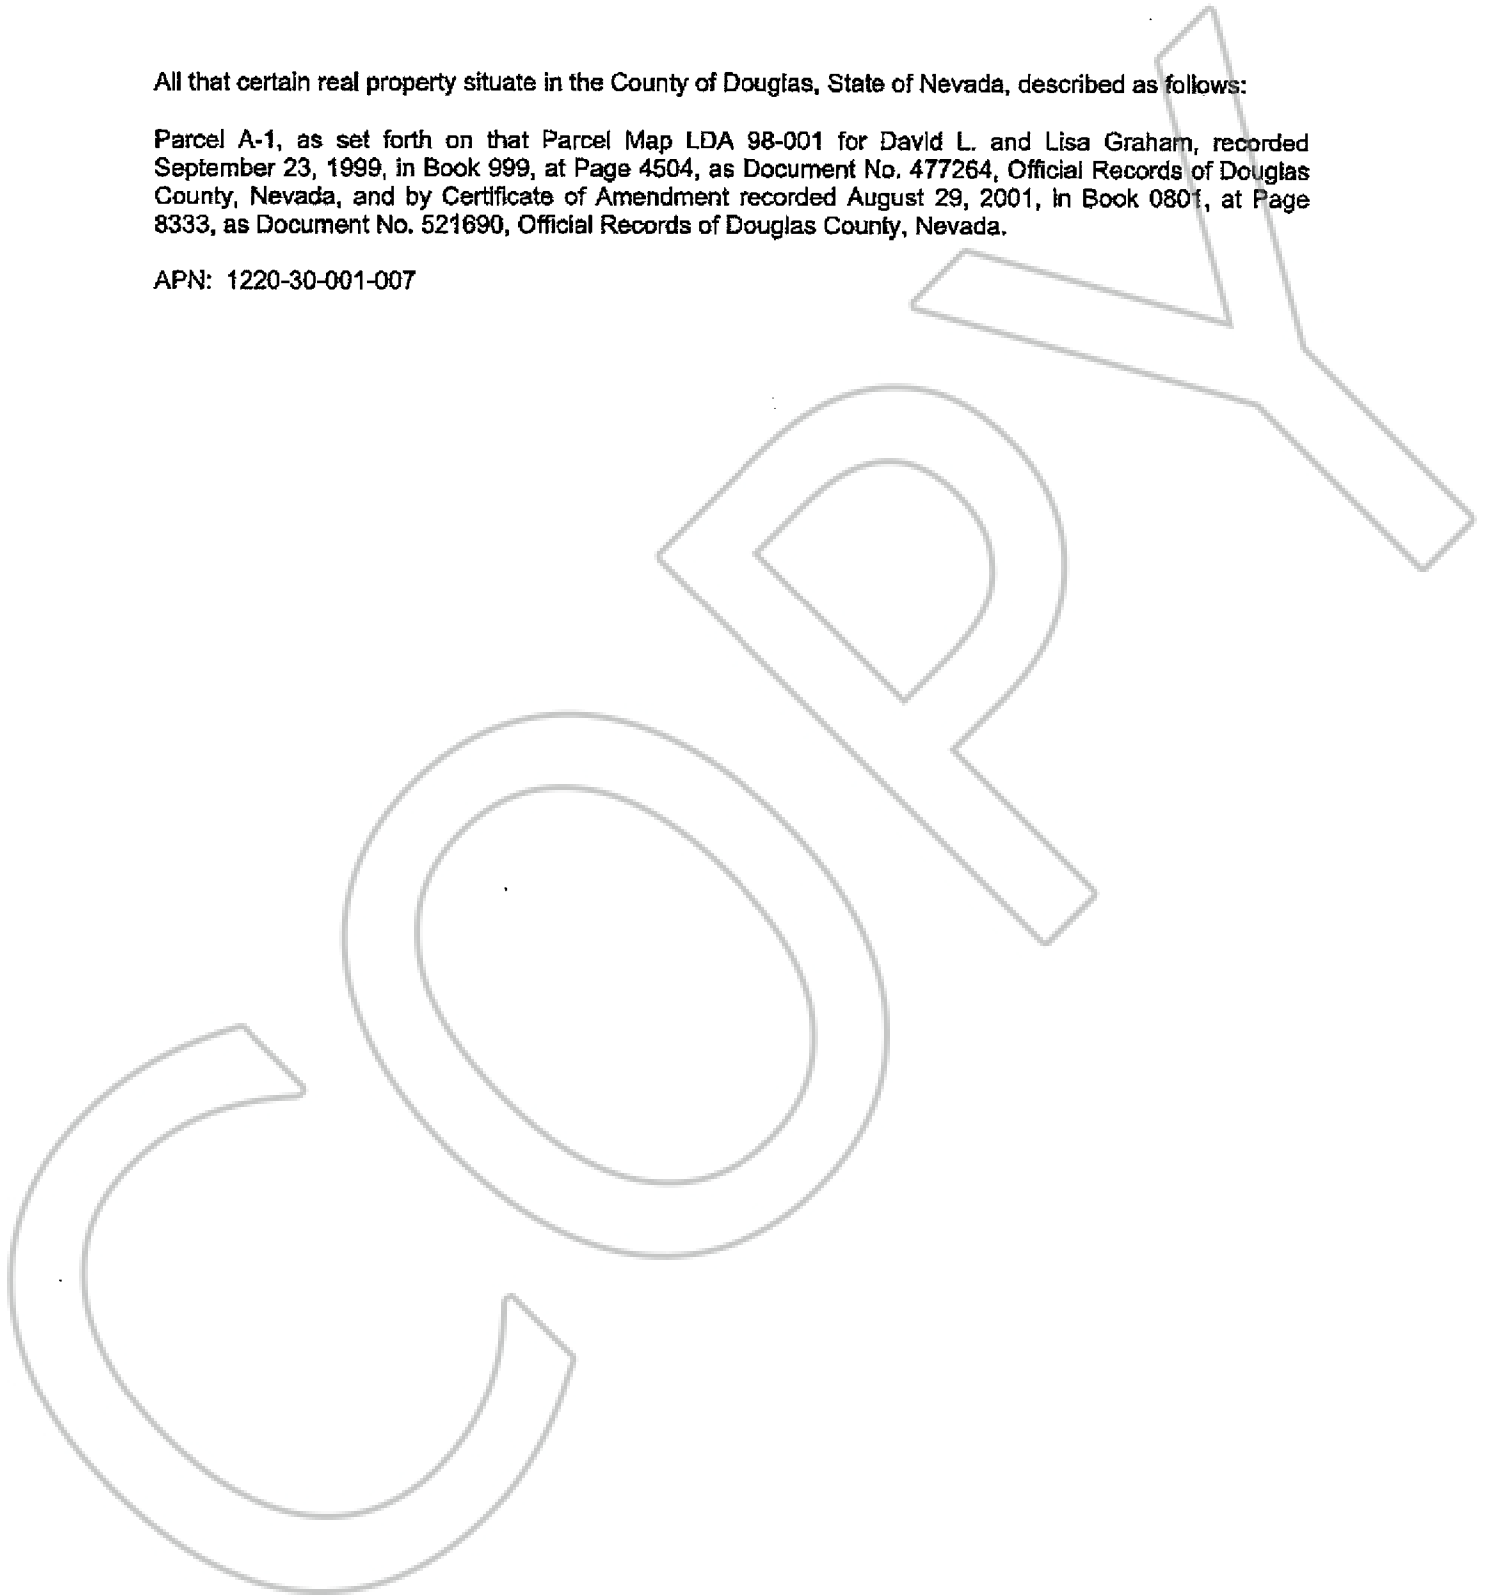 All that certain real property situate in the County of Douglas, State of Nevada, described as follows:
Parcel A-1, as set forth on that Parcel Map LDA 98-001 for David L. and Lisa Graham, recorded
September 23, 1999, in Book 999, at Page 4504, as Document No. 477264, Official Records of Douglas
County, Nevada, and by Certificate of Amendment recorded August 29, 2001, in Book 0801, at Page
8333, as Document No. 521690, Official Records of Douglas County, Nevada.
APN: 1220-30-001-007
COPY